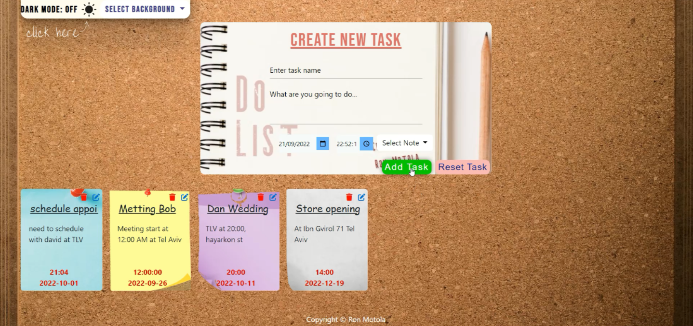 DARK MODE: OFF SELECT BACKGROUND
click here
CREATE NEW TASK
Enter task name
What are you going to do...
DO
LIST
21/09/2022 22:52:1 Select Note
RON MOTOLA
Add Task Reset Task
schedule appoi
need to schedule
with david at TLV
21:04
2022-10-01
Metting Bob
Meeting start at
12:00 AM at Tel Aviv
12:00:00
2022-09-26
Dan Wedding
TLV at 20:00,
hayarkon st
20:00
2022-10-11
Store opening
At Ibn Gvirol 71 Tel
Aviv
14:00
2022-12-19
Copyright © Ron Motola